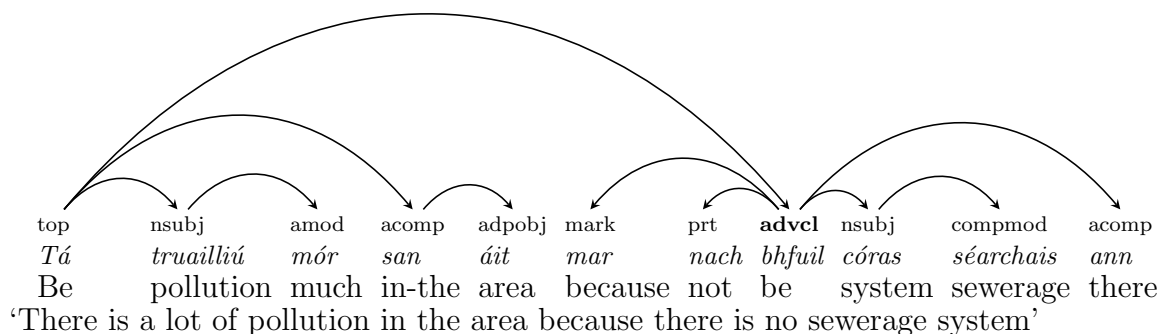 top nsubj amod acomp adpobj mark prt advcl nsubj compmod acomp
Tá truailliú mór san áit mar nach bhfuil córas séarchais ann
Be pollution much in-the area because not be system sewerage there
‘There is a lot of pollution in the area because there is no sewerage system’